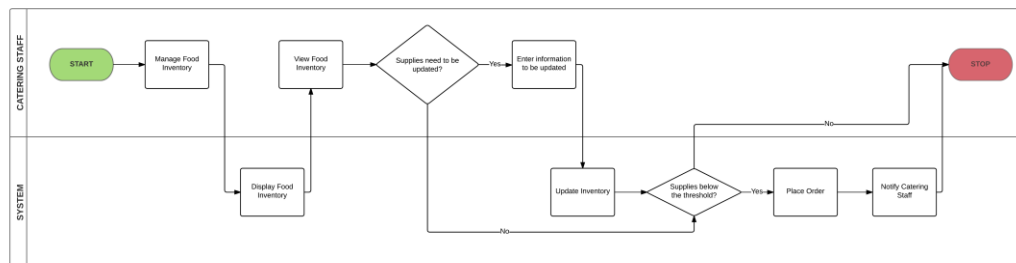 CATERING STAFF
START
Manage Food
Inventory
View Food
Inventory
Supplies need to be
updated?
Yes
Enter information
to be updated
STOP
No
SYSTEM
Display Food
Inventory
Update Inventory
Supplies below
the threshold?
Yes
Place Order
Notify Catering
Staff
No